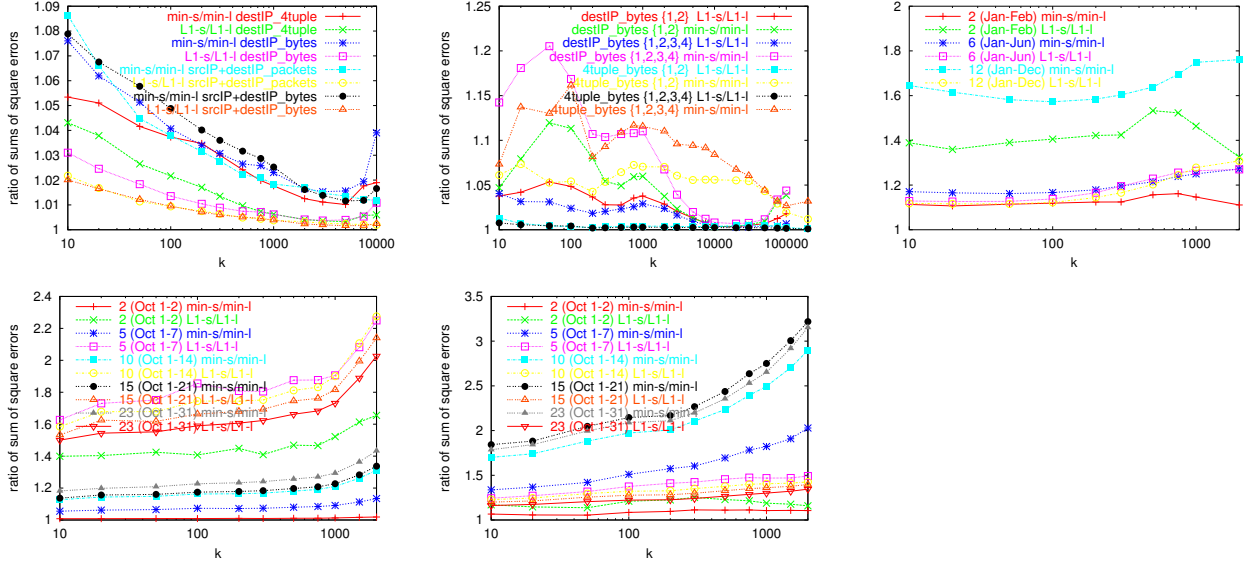 ratio of sums of square errors
1.09
1.08
1.07
1.06
1.05
1.04
1.03
1.02
1.01
1
10
100
1000
10000
k
min-s/min-l destIP_4tuple
L1-s/L1-l destIP_4tuple
min-s/min-l destIP_bytes
L1-s/L1-l destIP_bytes
min-s/min-l srcIP+destIP_packets
L1-s/L1-l srcIP+destIP_packets
min-s/min-l srcIP+destIP_bytes
L1-s/L1-l srcIP+destIP_bytes
ratio of sums of square errors
1.25
1.2
1.15
1.1
1.05
1
10
100
1000
10000
100000
k
destIP_bytes {1,2} L1-s/L1-l
destIP_bytes {1,2} min-s/min-l
destIP_bytes {1,2,3,4} L1-s/L1-l
destIP_bytes {1,2,3,4} min-s/min-l
4tuple_bytes {1,2} L1-s/L1-l
4tuple_bytes {1,2} min-s/min-l
4tuple_bytes {1,2,3,4} L1-s/L1-l
4tuple_bytes {1,2,3,4} min-s/min-l
ratio of sum of square errors
2
1.8
1.6
1.4
1.2
1
10
100
1000
k
2 (Jan-Feb) min-s/min-l
2 (Jan-Feb) L1-s/L1-l
6 (Jan-Jun) min-s/min-l
6 (Jan-Jun) L1-s/L1-l
12 (Jan-Dec) min-s/min-l
12 (Jan-Dec) L1-s/L1-l
ratio of sum of square errors
2.4
2.2
2
1.8
1.6
1.4
1.2
1
10
100
1000
k
2 (Oct 1-2) min-s/min-l
2 (Oct 1-2) L1-s/L1-l
5 (Oct 1-7) min-s/min-l
5 (Oct 1-7) L1-s/L1-l
10 (Oct 1-14) min-s/min-l
10 (Oct 1-14) L1-s/L1-l
15 (Oct 1-21) min-s/min-l
15 (Oct 1-21) L1-s/L1-l
23 (Oct 1-31) min-s/min-l
23 (Oct 1-31) L1-s/L1-l
ratio of sum of square errors
3.5
3
2.5
2
1.5
1
10
100
1000
k
2 (Oct 1-2) min-s/min-l
2 (Oct 1-2) L1-s/L1-l
5 (Oct 1-7) min-s/min-l
5 (Oct 1-7) L1-s/L1-l
10 (Oct 1-14) min-s/min-l
10 (Oct 1-14) L1-s/L1-l
15 (Oct 1-21) min-s/min-l
15 (Oct 1-21) L1-s/L1-l
23 (Oct 1-31) min-s/min-l
23 (Oct 1-31) L1-s/L1-l